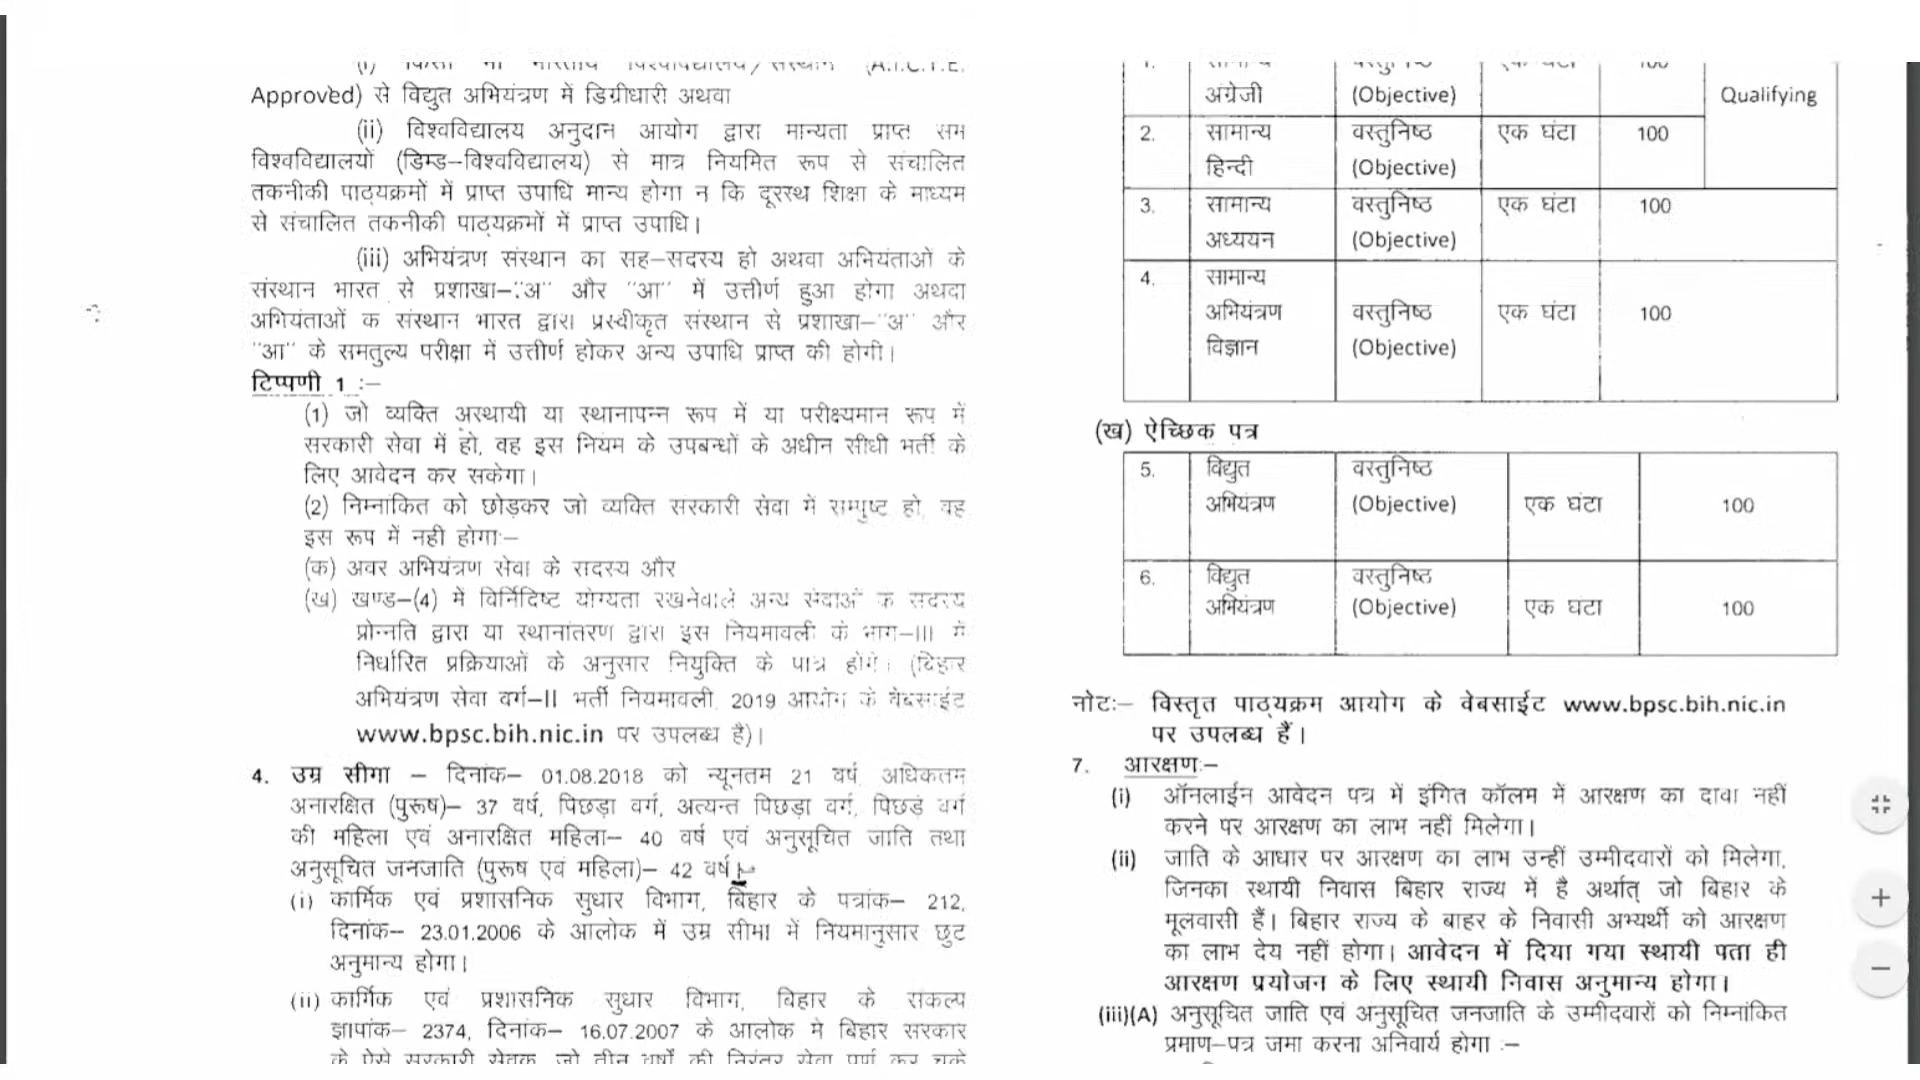 (i) किसी भी भारतीय विश्वविद्यालय/संस्थान (A.I.C.T.E.
Approved) से विद्युत अभियंत्रण में डिग्रीधारी अथवा
(ii) विश्वविद्यालय अनुदान आयोग द्वारा मान्यता प्राप्त सम
विश्वविद्यालयों (डिम्ड–विश्वविद्यालय) से मात्र नियमित रूप से संचालित
तकनीकी पाठ्यक्रमों में प्राप्त उपाधि मान्य होगा न कि दूरस्थ शिक्षा के माध्यम
से संचालित तकनीकी पाठ्यक्रमों में प्राप्त उपाधि।
(iii) अभियंत्रण संस्थान का सह–सदस्य हो अथवा अभियंताओं के
संस्थान भारत से प्रशाखा–"अ" और "आ" में उत्तीर्ण हुआ होगा अथवा
अभियंताओं क संस्थान भारत द्वारा प्रस्वीकृत संस्थान से प्रशाखा–"अ" और
"आ" के समतुल्य परीक्षा में उत्तीर्ण होकर अन्य उपाधि प्राप्त की होगी।
टिप्पणी 1 :–
(1) जो व्यक्ति अस्थायी या स्थानापन्न रूप में या परीक्ष्यमान रूप में
सरकारी सेवा में हो, वह इस नियम के उपबन्धों के अधीन सीधी भर्ती के
लिए आवेदन कर सकेगा।
(2) निम्नांकित को छोड़कर जो व्यक्ति सरकारी सेवा में सम्पुष्ट हो, वह
इस रूप में नही होगाः–
(क) अवर अभियंत्रण सेवा के सदस्य और
(ख) खण्ड–(4) में विर्निदिष्ट योग्यता रखनेवाले अन्य सेवाओं क सदस्य
प्रोन्नति द्वारा या स्थानांतरण द्वारा इस नियमावली के भाग–III में
निर्धारित प्रक्रियाओं के अनुसार नियुक्ति के पात्र होंगे। (बिहार
अभियंत्रण सेवा वर्ग–II भर्ती नियमावली, 2019 आयोग के वेबसाईट
www.bpsc.bih.nic.in पर उपलब्ध है)।
4. उम्र सीमा – दिनांक– 01.08.2018 को न्यूनतम 21 वर्ष, अधिकतम
अनारक्षित (पुरूष)– 37 वर्ष, पिछड़ा वर्ग, अत्यन्त पिछड़ा वर्ग, पिछड़े वर्ग
की महिला एवं अनारक्षित महिला– 40 वर्ष एवं अनुसूचित जाति तथा
अनुसूचित जनजाति (पुरूष एवं महिला)– 42 वर्ष।
(i) कार्मिक एवं प्रशासनिक सुधार विभाग, बिहार के पत्रांक– 212,
दिनांक– 23.01.2006 के आलोक में उम्र सीमा में नियमानुसार छुट
अनुमान्य होगा।
(ii) कार्मिक एवं प्रशासनिक सुधार विभाग, बिहार के संकल्प
ज्ञापांक– 2374, दिनांक– 16.07.2007 के आलोक मे बिहार सरकार
के ऐसे सरकारी सेवक, जो तीन वर्षों की निरंतर सेवा पूर्ण कर चुके
1. सामान्य वस्तुनिष्ठ एक घंटा 100
अंग्रेजी (Objective) Qualifying
2. सामान्य वस्तुनिष्ठ एक घंटा 100
हिन्दी (Objective)
3. सामान्य वस्तुनिष्ठ एक घंटा 100
अध्ययन (Objective)
4. सामान्य
अभियंत्रण वस्तुनिष्ठ एक घंटा 100
विज्ञान (Objective)
(ख) ऐच्छिक पत्र
5. विद्युत वस्तुनिष्ठ
अभियंत्रण (Objective) एक घंटा 100
6. विद्युत वस्तुनिष्ठ
अभियंत्रण (Objective) एक घंटा 100
नोटः– विस्तृत पाठ्यक्रम आयोग के वेबसाईट www.bpsc.bih.nic.in
पर उपलब्ध हैं।
7. आरक्षणः–
(i) ऑनलाईन आवेदन पत्र में इंगित कॉलम में आरक्षण का दावा नहीं
करने पर आरक्षण का लाभ नहीं मिलेगा।
(ii) जाति के आधार पर आरक्षण का लाभ उन्हीं उम्मीदवारों को मिलेगा,
जिनका स्थायी निवास बिहार राज्य में है अर्थात् जो बिहार के
मूलवासी हैं। बिहार राज्य के बाहर के निवासी अभ्यर्थी को आरक्षण
का लाभ देय नहीं होगा। आवेदन में दिया गया स्थायी पता ही
आरक्षण प्रयोजन के लिए स्थायी निवास अनुमान्य होगा।
(iii)(A) अनुसूचित जाति एवं अनुसूचित जनजाति के उम्मीदवारों को निम्नांकित
प्रमाण–पत्र जमा करना अनिवार्य होगा :–